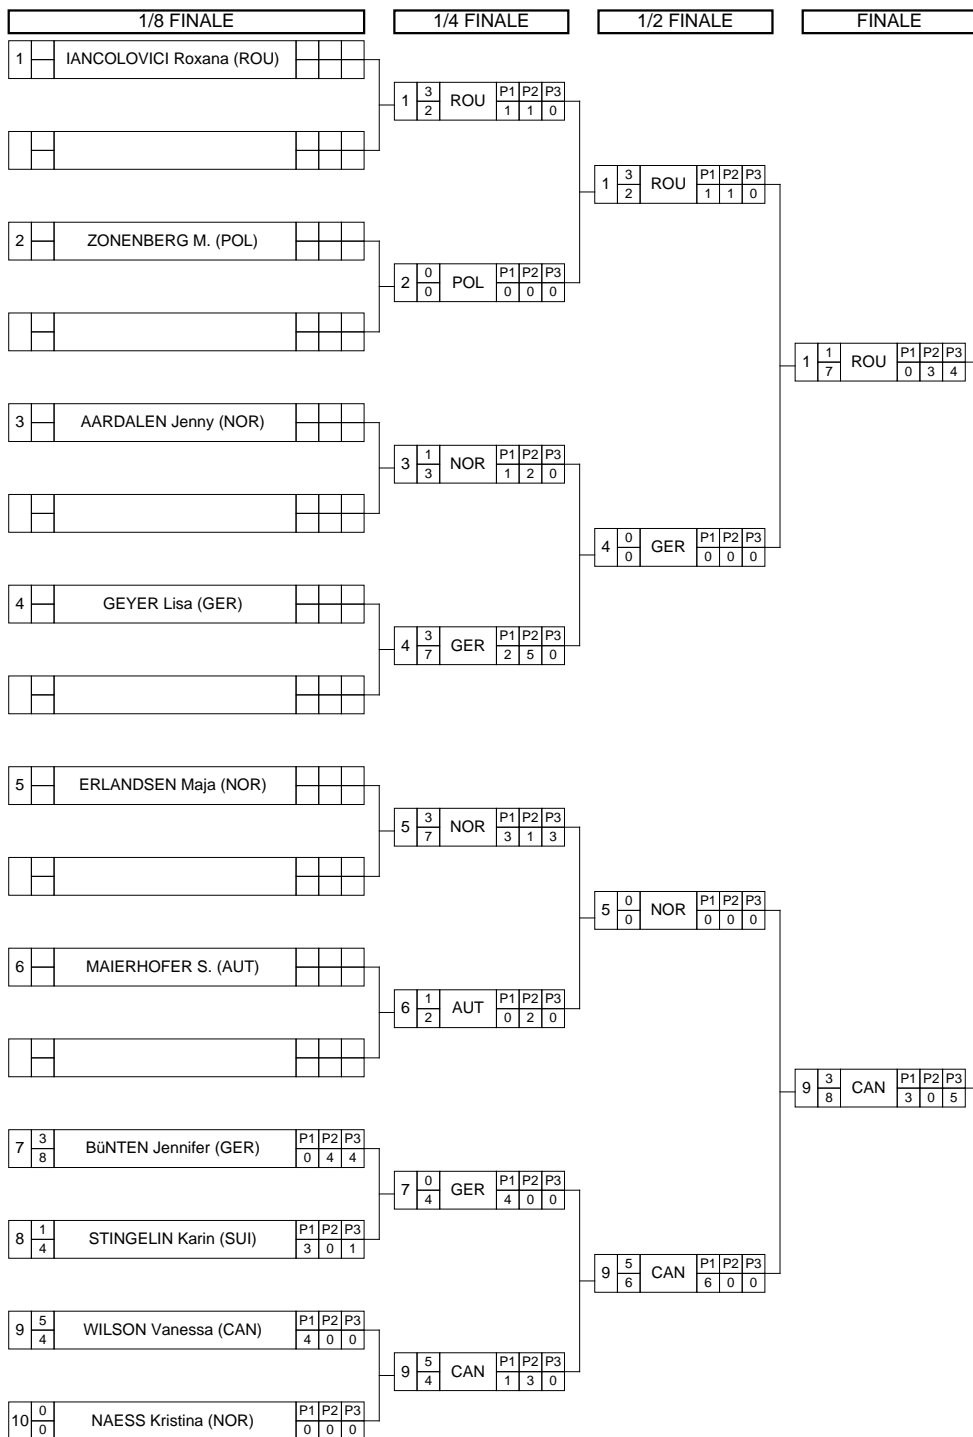 1/8 FINALE 1/4 FINALE 1/2 FINALE FINALE
1 IANCOLOVICI Roxana (ROU)
1 3 2 ROU P1 P2 P3 1 1 0
1 3 2 ROU P1 P2 P3 1 1 0
2 ZONENBERG M. (POL)
2 0 0 POL P1 P2 P3 0 0 0
1 1 7 ROU P1 P2 P3 0 3 4
3 AARDALEN Jenny (NOR)
3 1 3 NOR P1 P2 P3 1 2 0
4 0 0 GER P1 P2 P3 0 0 0
4 GEYER Lisa (GER)
4 3 7 GER P1 P2 P3 2 5 0
5 ERLANDSEN Maja (NOR)
5 3 7 NOR P1 P2 P3 3 1 3
5 0 0 NOR P1 P2 P3 0 0 0
6 MAIERHOFER S. (AUT)
6 1 2 AUT P1 P2 P3 0 2 0
9 3 8 CAN P1 P2 P3 3 0 5
7 3 8 BüNTEN Jennifer (GER) P1 P2 P3 0 4 4
7 0 4 GER P1 P2 P3 4 0 0
8 1 4 STINGELIN Karin (SUI) P1 P2 P3 3 0 1
9 5 6 CAN P1 P2 P3 6 0 0
9 5 4 WILSON Vanessa (CAN) P1 P2 P3 4 0 0
9 5 4 CAN P1 P2 P3 1 3 0
10 0 0 NAESS Kristina (NOR) P1 P2 P3 0 0 0